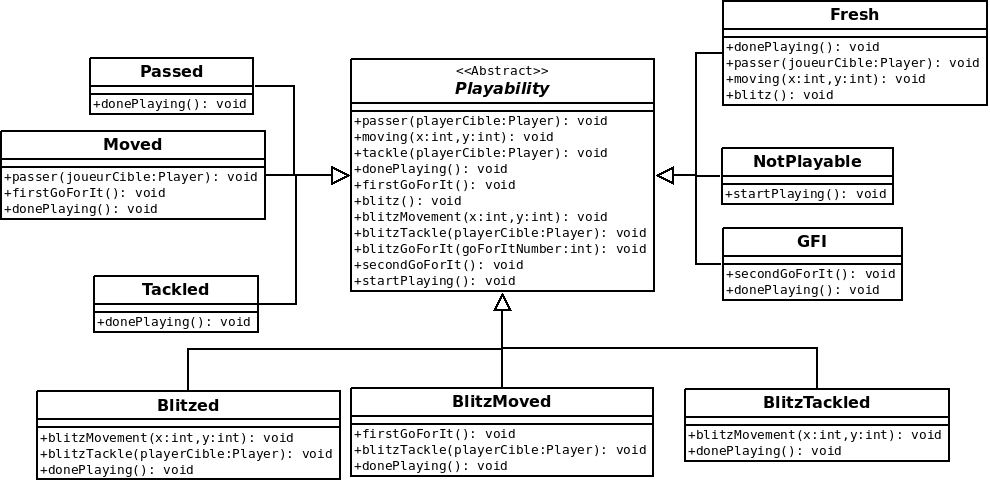 Fresh
+donePlaying(): void
+passer(joueurCible:Player): void
+moving(x:int,y:int): void
+blitz(): void
Passed
+donePlaying(): void
<<Abstract>>
Playability
+passer(playerCible:Player): void
+moving(x:int,y:int): void
+tackle(playerCible:Player): void
+donePlaying(): void
+firstGoForIt(): void
+blitz(): void
+blitzMovement(x:int,y:int): void
+blitzTackle(playerCible:Player): void
+blitzGoForIt(goForItNumber:int): void
+secondGoForIt(): void
+startPlaying(): void
Moved
+passer(joueurCible:Player): void
+firstGoForIt(): void
+donePlaying(): void
NotPlayable
+startPlaying(): void
GFI
+secondGoForIt(): void
+donePlaying(): void
Tackled
+donePlaying(): void
Blitzed
+blitzMovement(x:int,y:int): void
+blitzTackle(playerCible:Player): void
+donePlaying(): void
BlitzMoved
+firstGoForIt(): void
+blitzTackle(playerCible:Player): void
+donePlaying(): void
BlitzTackled
+blitzMovement(x:int,y:int): void
+donePlaying(): void